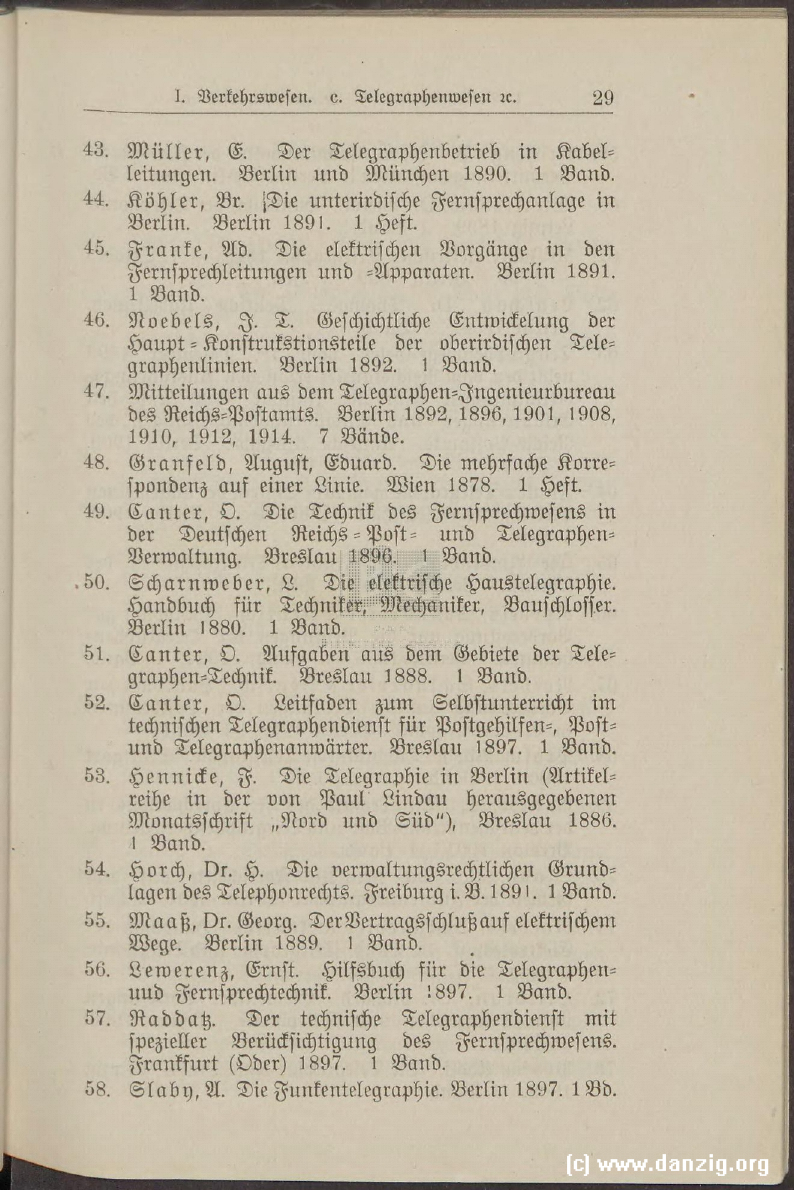 I. Verkehrswesen. c. Telegraphenwesen ꝛc. 29
43. Müller, E. Der Telegraphenbetrieb in Kabel-
leitungen. Berlin und München 1890. 1 Band.
44. Köhler, Br. Die unterirdische Fernsprechanlage in
Berlin. Berlin 1891. 1 Heft.
45. Franke, Ad. Die elektrischen Vorgänge in den
Fernsprechleitungen und -Apparaten. Berlin 1891.
1 Band.
46. Noebels, J. T. Geschichtliche Entwickelung der
Haupt-Konstrukstionsteile der oberirdischen Tele-
graphenlinien. Berlin 1892. 1 Band.
47. Mitteilungen aus dem Telegraphen-Ingenieurbureau
des Reichs-Postamts. Berlin 1892, 1896, 1901, 1908,
1910, 1912, 1914. 7 Bände.
48. Granfeld, August, Eduard. Die mehrfache Korre-
spondenz auf einer Linie. Wien 1878. 1 Heft.
49. Canter, O. Die Technik des Fernsprechwesens in
der Deutschen Reichs-Post- und Telegraphen-
Verwaltung. Breslau 1896. 1 Band.
50. Scharnweber, L. Die elektrische Haustelegraphie.
Handbuch für Techniker, Mechaniker, Bauschlosser.
Berlin 1880. 1 Band.
51. Canter, O. Aufgaben aus dem Gebiete der Tele-
graphen-Technik. Breslau 1888. 1 Band.
52. Canter, O. Leitfaden zum Selbstunterricht im
technischen Telegraphendienst für Postgehilfen-, Post-
und Telegraphenanwärter. Breslau 1897. 1 Band.
53. Hennicke, F. Die Telegraphie in Berlin (Artikel-
reihe in der von Paul Lindau herausgegebenen
Monatsschrift „Nord und Süd"), Breslau 1886.
1 Band.
54. Horch, Dr. H. Die verwaltungsrechtlichen Grund-
lagen des Telephonrechts. Freiburg i. B. 1891. 1 Band.
55. Maaß, Dr. Georg. Der Vertragsschluß auf elektrischem
Wege. Berlin 1889. 1 Band.
56. Lewerenz, Ernst. Hilfsbuch für die Telegraphen-
und Fernsprechtechnik. Berlin 1897. 1 Band.
57. Raddatz. Der technische Telegraphendienst mit
spezieller Berücksichtigung des Fernsprechwesens.
Frankfurt (Oder) 1897. 1 Band.
58. Slaby, A. Die Funkentelegraphie. Berlin 1897. 1 Bd.
(c) www.danzig.org